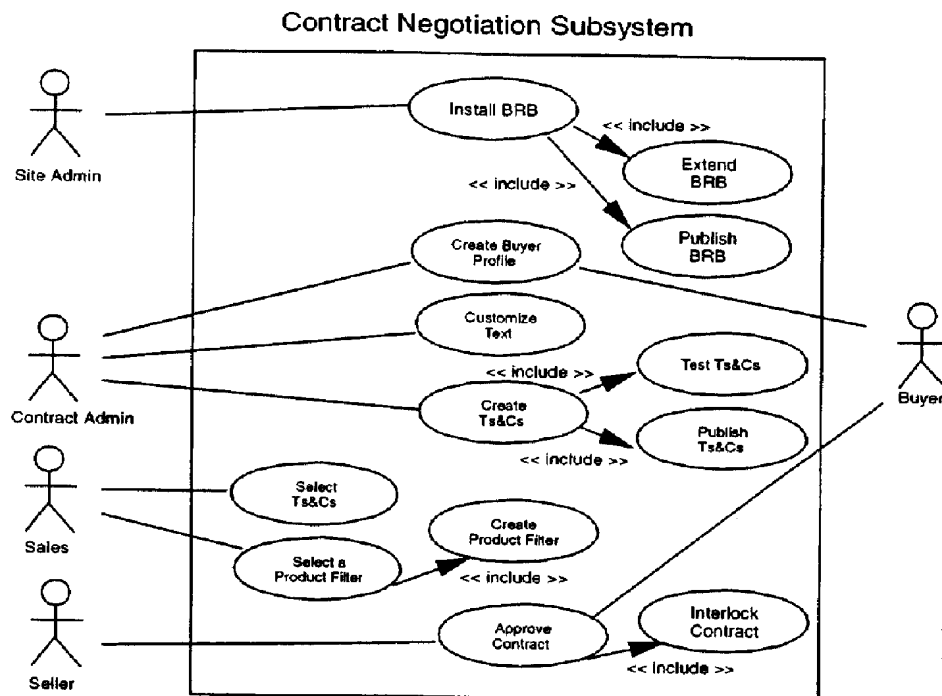 Contract Negotiation Subsystem
Site Admin
Install BRB
<< include >>
Extend
BRB
<< include >>
Publish
BRB
Create Buyer
Profile
Customize
Text
Contract Admin
<< include >>
Test Ts&Cs
Create
Ts&Cs
Publish
Ts&Cs
<< include >>
Buyer
Sales
Select
Ts&Cs
Select a
Product Filter
Create
Product Filter
<< include >>
Seller
Approve
Contract
Interlock
Contract
<< include >>